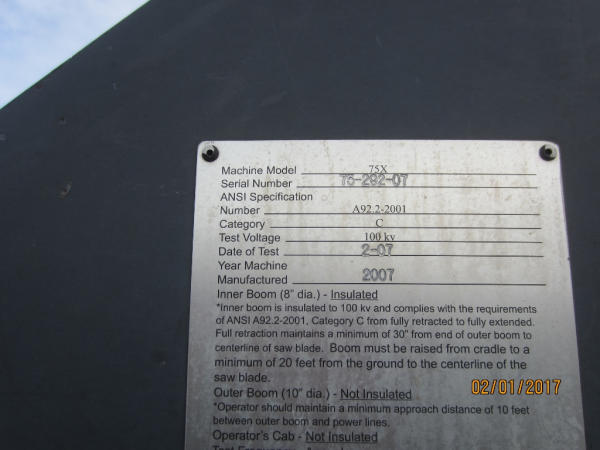 Machine Model 75X
Serial Number 75-292-07
ANSI Specification
Number A92.2-2001
Category C
Test Voltage 100 kv
Date of Test 2-07
Year Machine
Manufactured 2007
Inner Boom (8" dia.) - Insulated
*Inner boom is insulated to 100 kv and complies with the requirements
of ANSI A92.2-2001, Category C from fully retracted to fully extended.
Full retraction maintains a minimum of 30" from end of outer boom to
centerline of saw blade. Boom must be raised from cradle to a
minimum of 20 feet from the ground to the centerline of the
saw blade.
Outer Boom (10" dia.) - Not Insulated
*Operator should maintain a minimum approach distance of 10 feet
between outer boom and power lines.
Operator's Cab - Not Insulated
02/01/2017